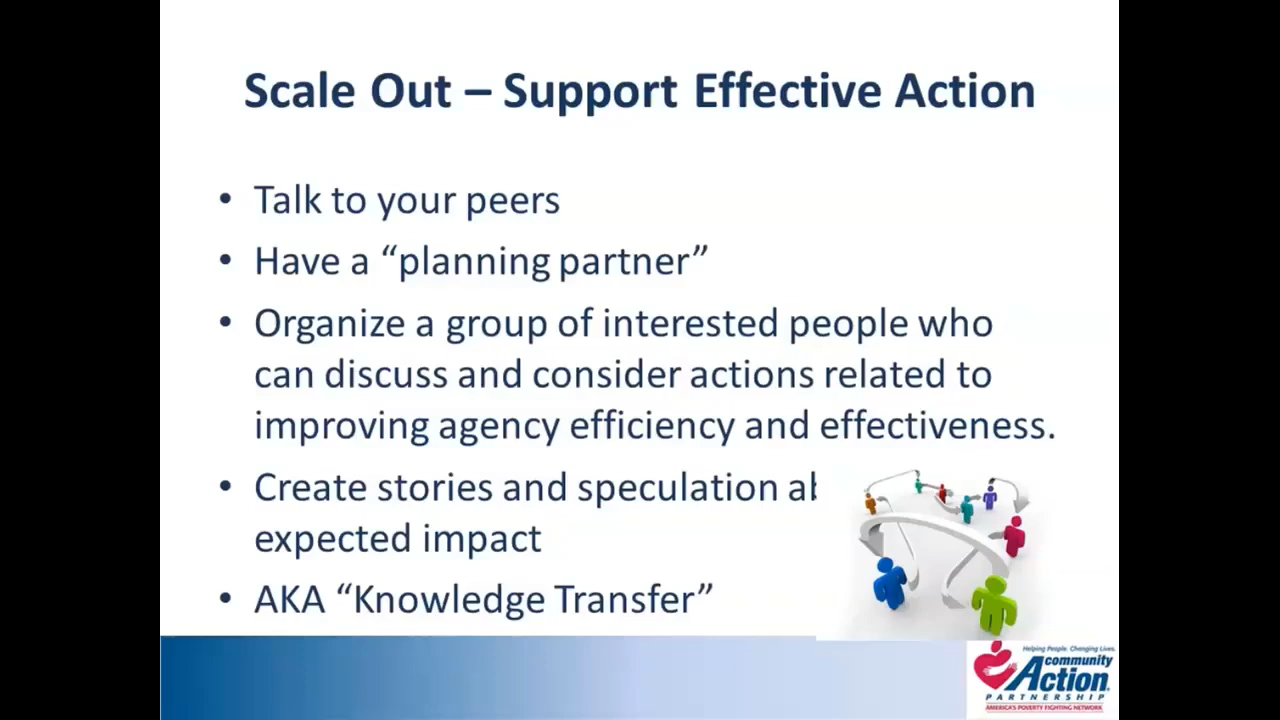 Scale Out – Support Effective Action
• Talk to your peers
• Have a “planning partner”
• Organize a group of interested people who
can discuss and consider actions related to
improving agency efficiency and effectiveness.
• Create stories and speculation
expected impact
• AKA “Knowledge Transfer”
Helping People. Changing Lives.
community
Action
PARTNERSHIP
AMERICA'S POVERTY FIGHTING NETWORK